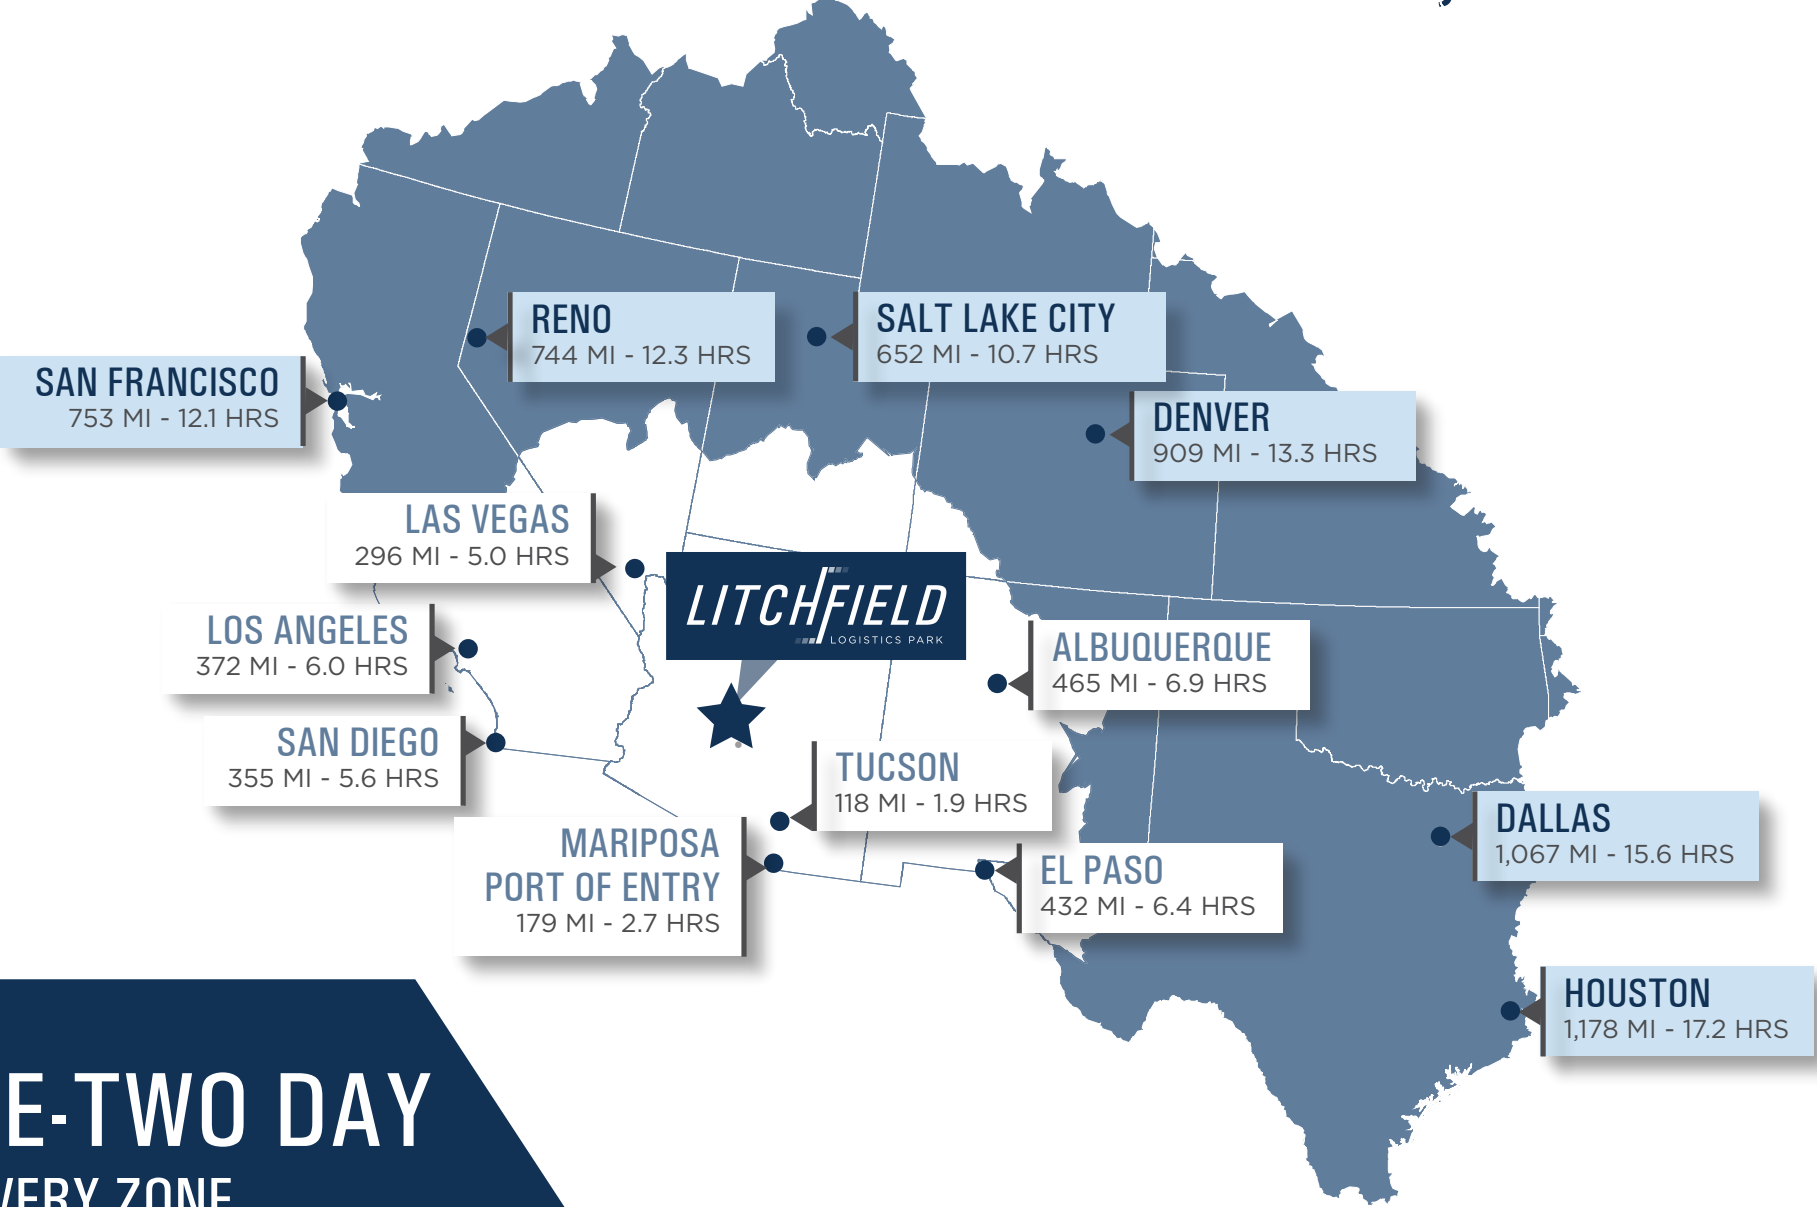 RENO
744 MI - 12.3 HRS
SALT LAKE CITY
652 MI - 10.7 HRS
SAN FRANCISCO
753 MI - 12.1 HRS
DENVER
909 MI - 13.3 HRS
LAS VEGAS
296 MI - 5.0 HRS
LITCHFIELD
LOGISTICS PARK
LOS ANGELES
372 MI - 6.0 HRS
ALBUQUERQUE
465 MI - 6.9 HRS
SAN DIEGO
355 MI - 5.6 HRS
TUCSON
118 MI - 1.9 HRS
MARIPOSA
PORT OF ENTRY
179 MI - 2.7 HRS
EL PASO
432 MI - 6.4 HRS
DALLAS
1,067 MI - 15.6 HRS
HOUSTON
1,178 MI - 17.2 HRS
E-TWO DAY
VERY ZONE